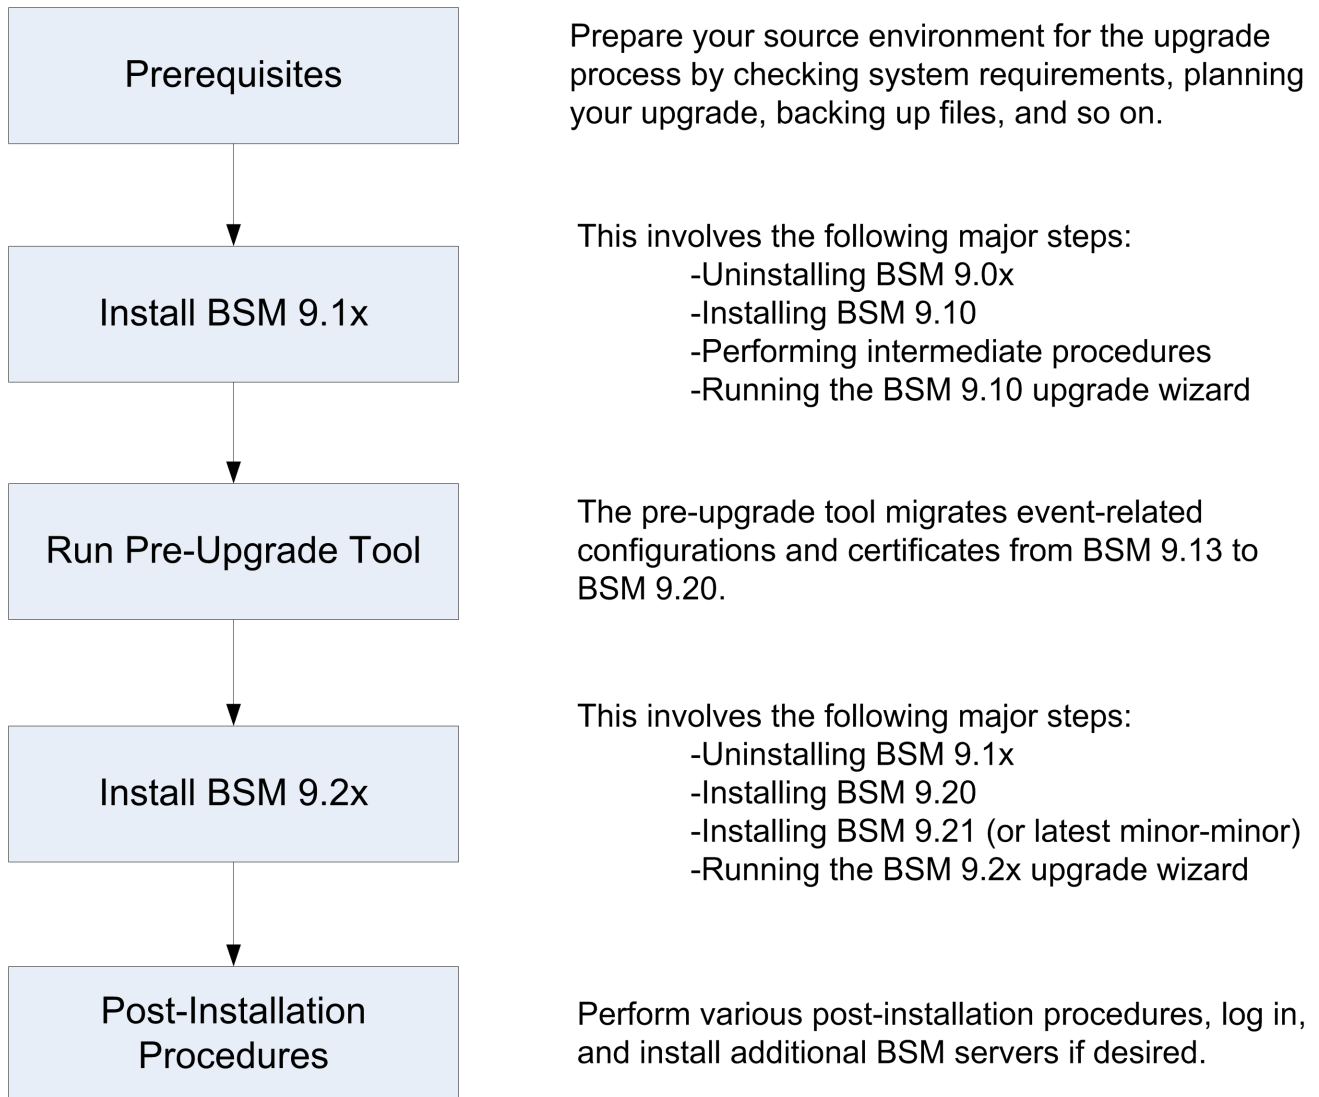 Prerequisites
Prepare your source environment for the upgrade
process by checking system requirements, planning
your upgrade, backing up files, and so on.
Install BSM 9.1x
This involves the following major steps:
-Uninstalling BSM 9.0x
-Installing BSM 9.10
-Performing intermediate procedures
-Running the BSM 9.10 upgrade wizard
Run Pre-Upgrade Tool
The pre-upgrade tool migrates event-related
configurations and certificates from BSM 9.13 to
BSM 9.20.
Install BSM 9.2x
This involves the following major steps:
-Uninstalling BSM 9.1x
-Installing BSM 9.20
-Installing BSM 9.21 (or latest minor-minor)
-Running the BSM 9.2x upgrade wizard
Post-Installation
Procedures
Perform various post-installation procedures, log in,
and install additional BSM servers if desired.